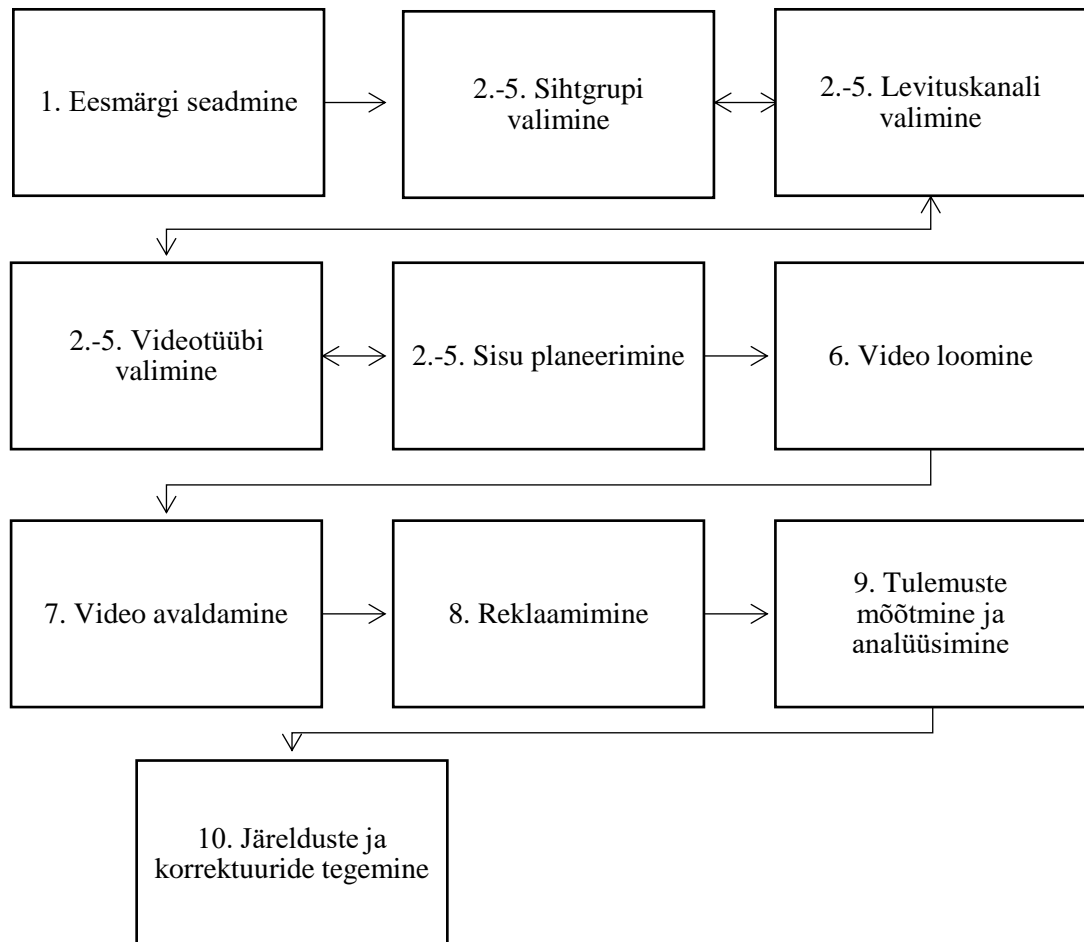 1. Eesmärgi seadmine
2.-5. Sihtgrupi
valimine
2.-5. Levituskanali
valimine
2.-5. Videotüübi
valimine
2.-5. Sisu planeerimine
6. Video loomine
7. Video avaldamine
8. Reklaamimine
9. Tulemuste
mõõtmine ja
analüüsimine
10. Järelduste ja
korrektuuride tegemine